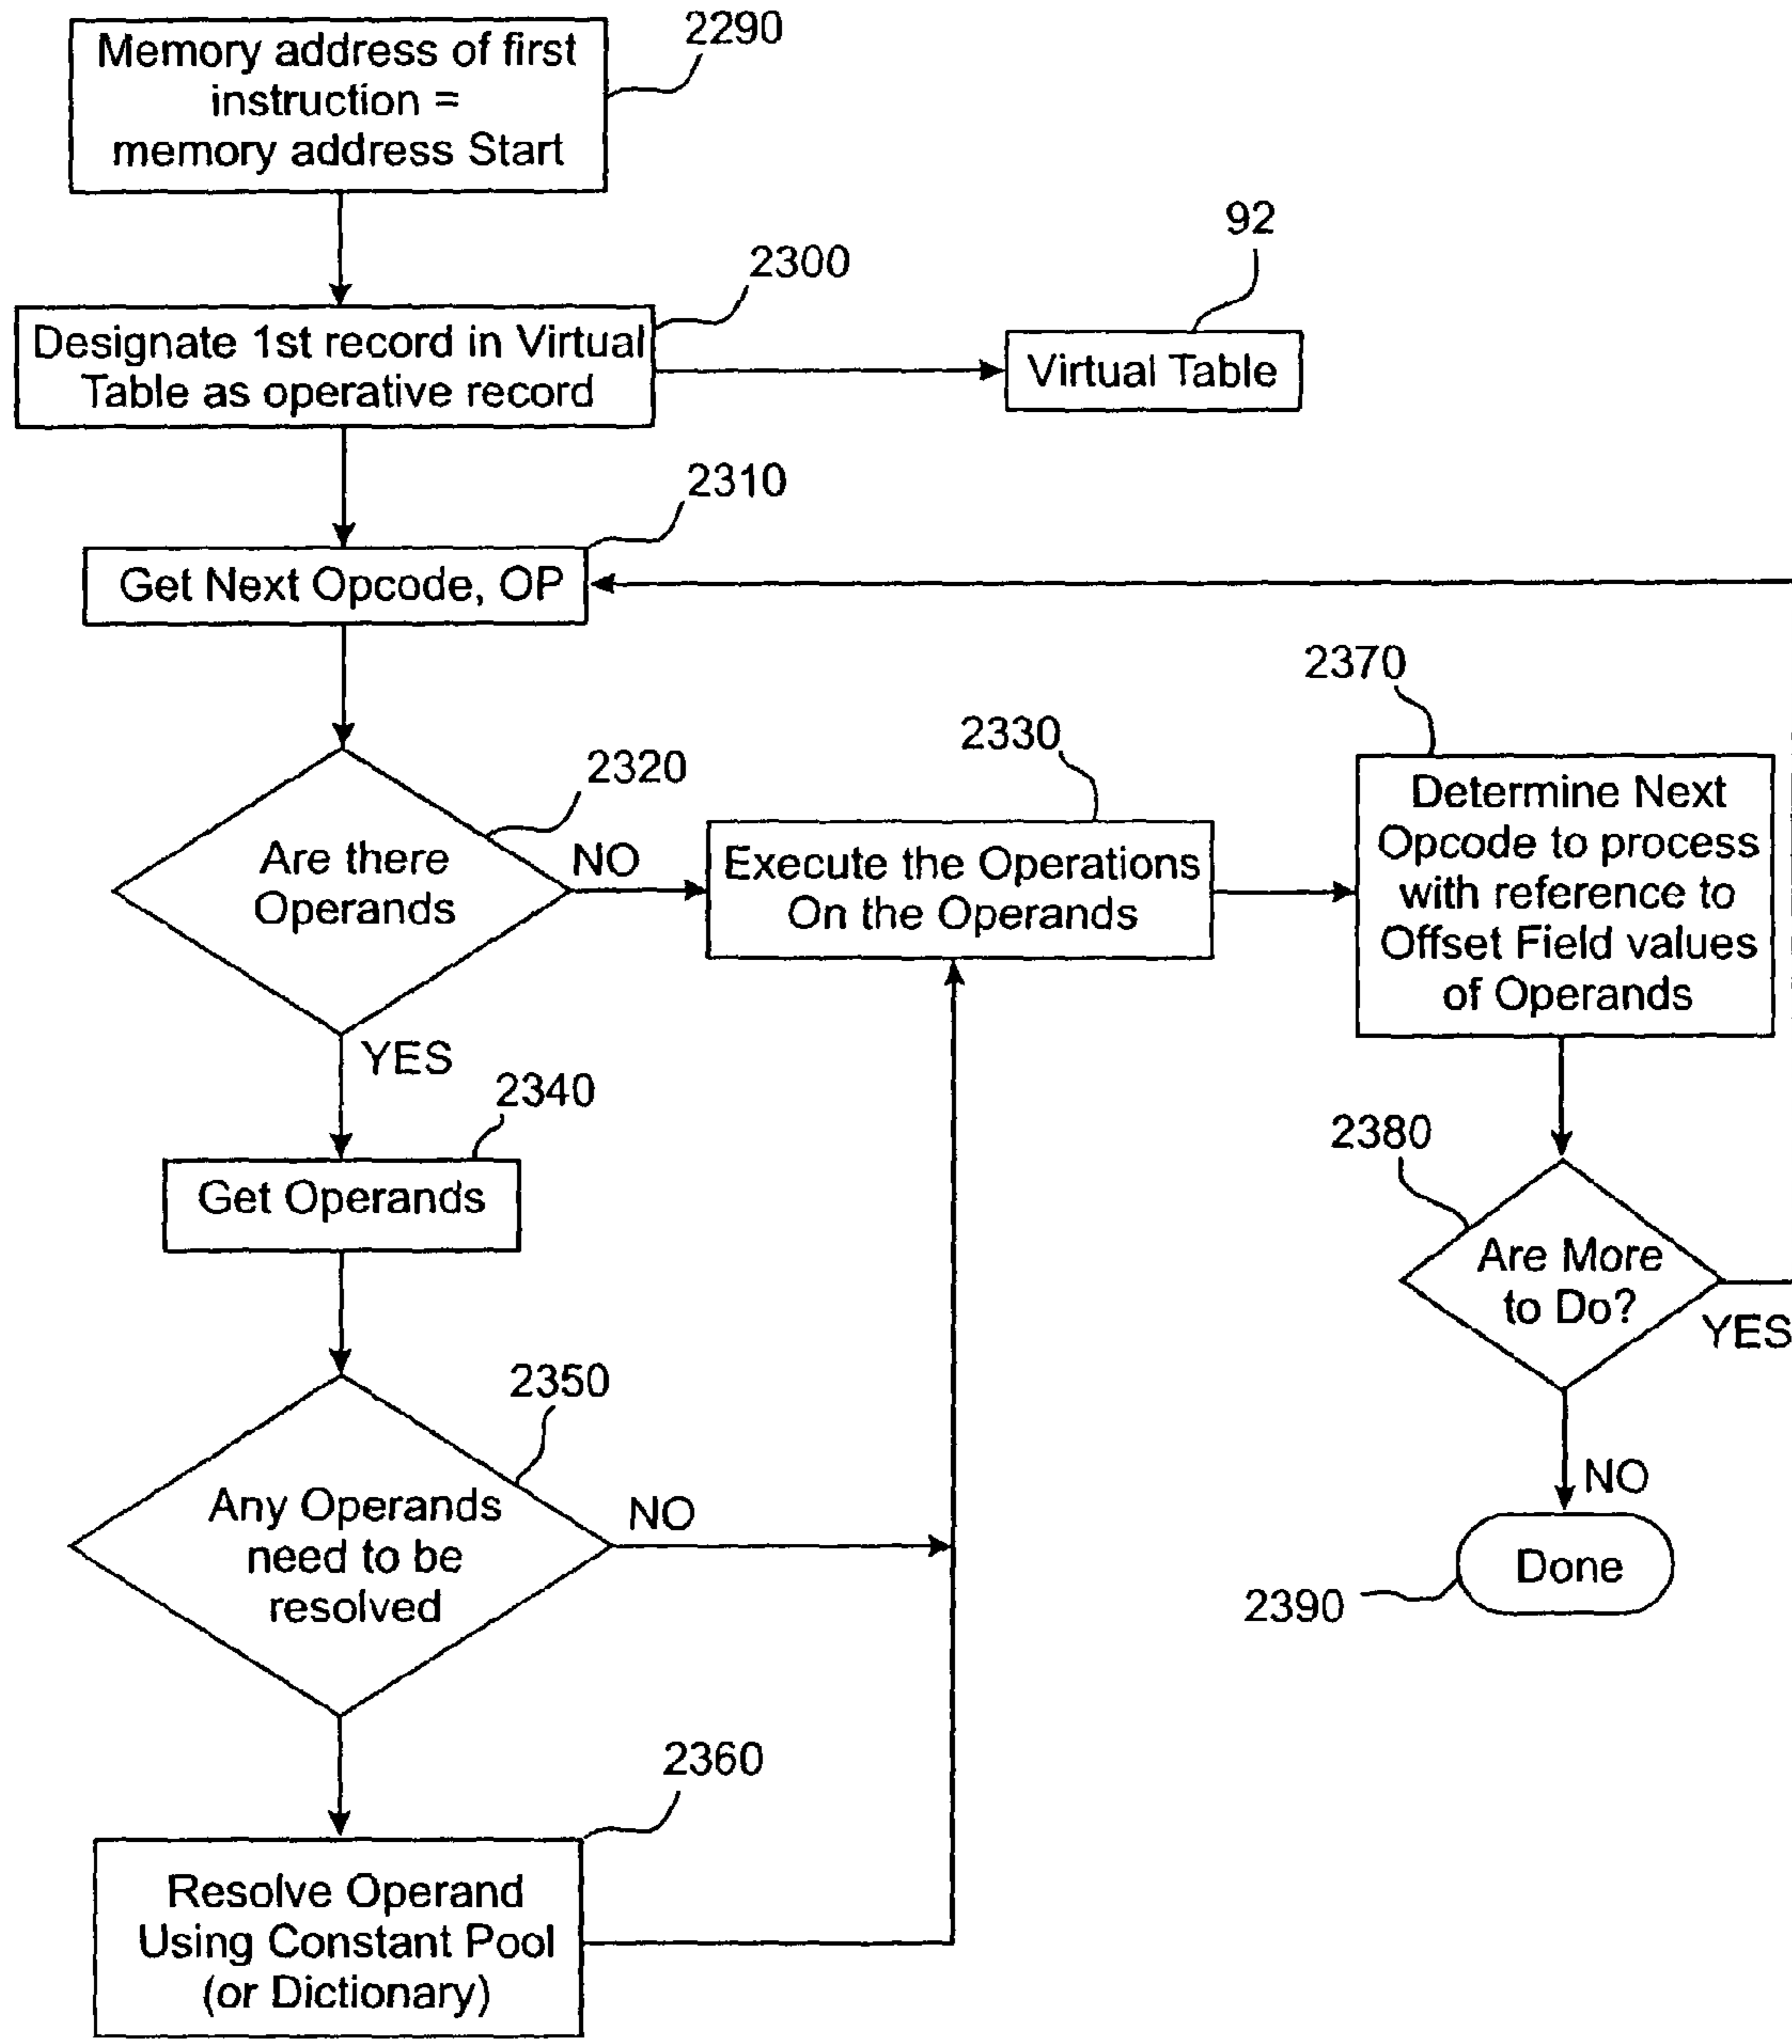 2290
Memory address of first
instruction =
memory address Start
2300
Designate 1st record in Virtual
Table as operative record
92
Virtual Table
2310
Get Next Opcode, OP
2320
Are there
Operands
NO
YES
2330
Execute the Operations
On the Operands
2370
Determine Next
Opcode to process
with reference to
Offset Field values
of Operands
2340
Get Operands
2380
Are More
to Do?
YES
NO
2350
Any Operands
need to be
resolved
NO
Done
2390
2360
Resolve Operand
Using Constant Pool
(or Dictionary)